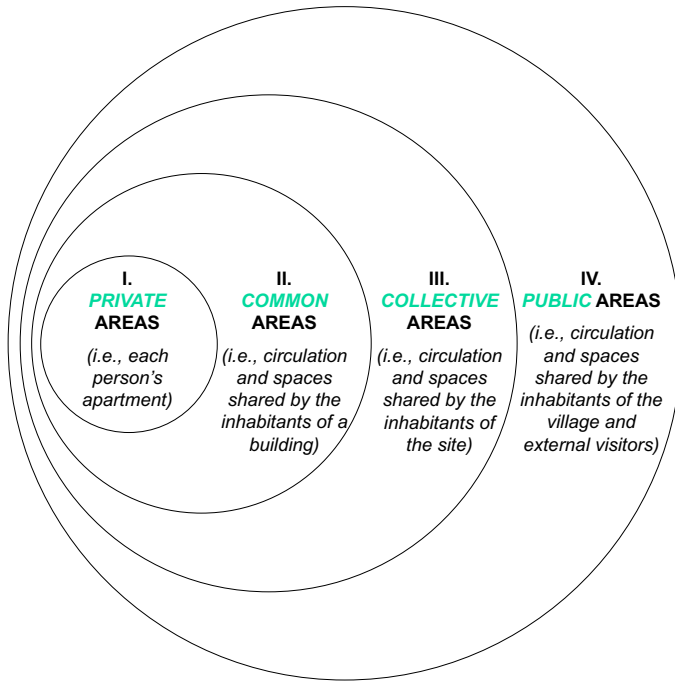 I.
PRIVATE
AREAS
(i.e., each
person's
apartment)
II.
COMMON
AREAS
(i.e., circulation
and spaces
shared by the
inhabitants of a
building)
III.
COLLECTIVE
AREAS
(i.e., circulation
and spaces
shared by the
inhabitants of
the site)
IV.
PUBLIC AREAS
(i.e., circulation
and spaces
shared by the
inhabitants of the
village and
external visitors)